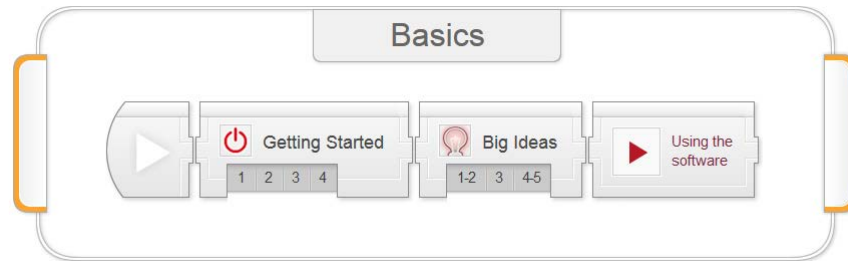 Basics
Getting Started
1 2 3 4
Big Ideas
1-2 3 4-5
Using the
software